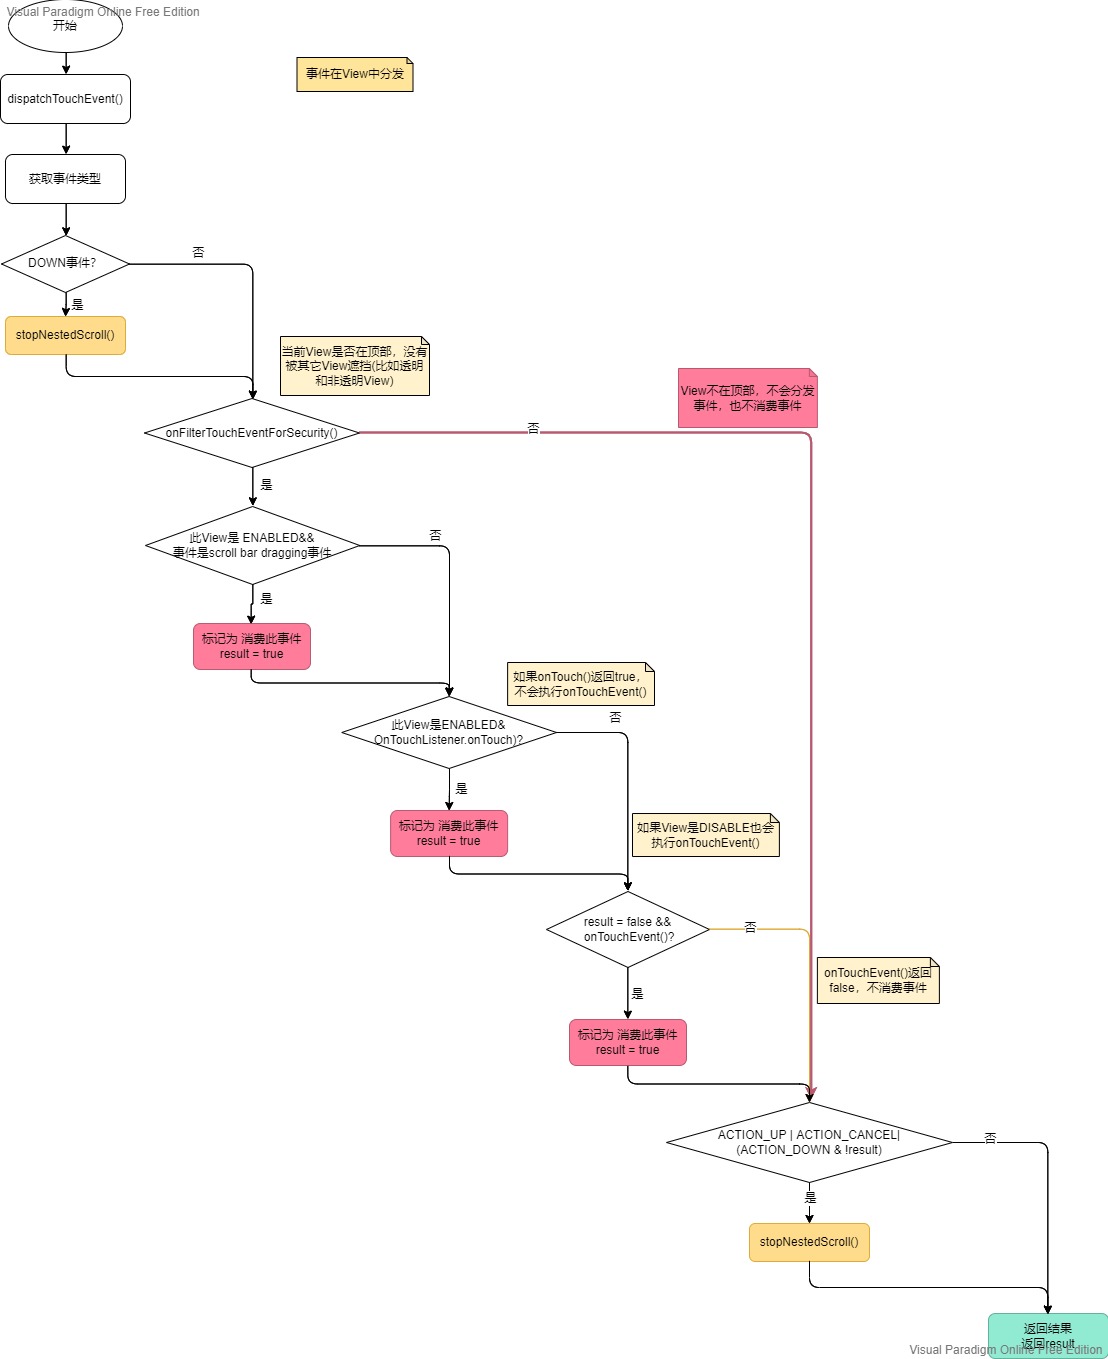 Visual Paradigm Online Free Edition
开始
事件在View中分发
dispatchTouchEvent()
获取事件类型
否
DOWN事件?
是
stopNestedScroll()
当前View是否在顶部，没有
被其它View遮挡(比如透明
和非透明View)
View不在顶部，不会分发
事件，也不消费事件
否
onFilterTouchEventForSecurity()
是
否
此View是 ENABLED&&
事件是scroll bar dragging事件
是
标记为 消费此事件
result = true
如果onTouch()返回true，
不会执行onTouchEvent()
否
此View是ENABLED&
OnTouchListener.onTouch)?
是
标记为 消费此事件
result = true
如果View是DISABLE也会
执行onTouchEvent()
result = false &&
onTouchEvent()?
否
onTouchEvent()返回
false，不消费事件
是
标记为 消费此事件
result = true
ACTION_UP | ACTION_CANCEL|
(ACTION_DOWN & !result)
否
是
stopNestedScroll()
返回结果
返回result
Visual Paradigm Online Free Edition